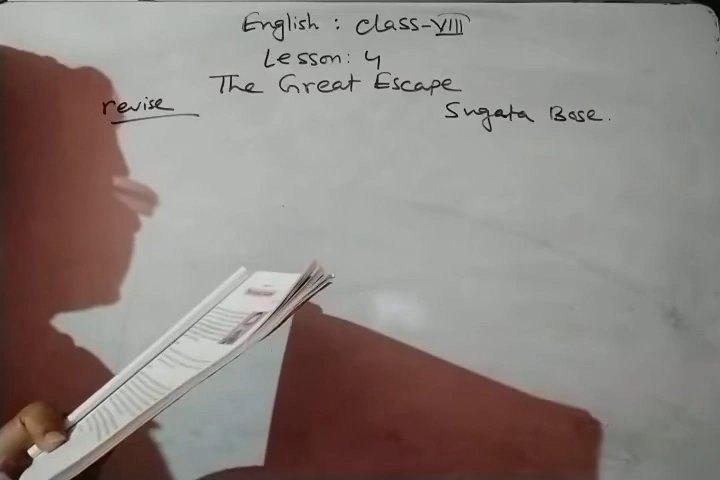 English : Class-VIII
Lesson: 4
The Great Escape
revise
Sugata Bose.